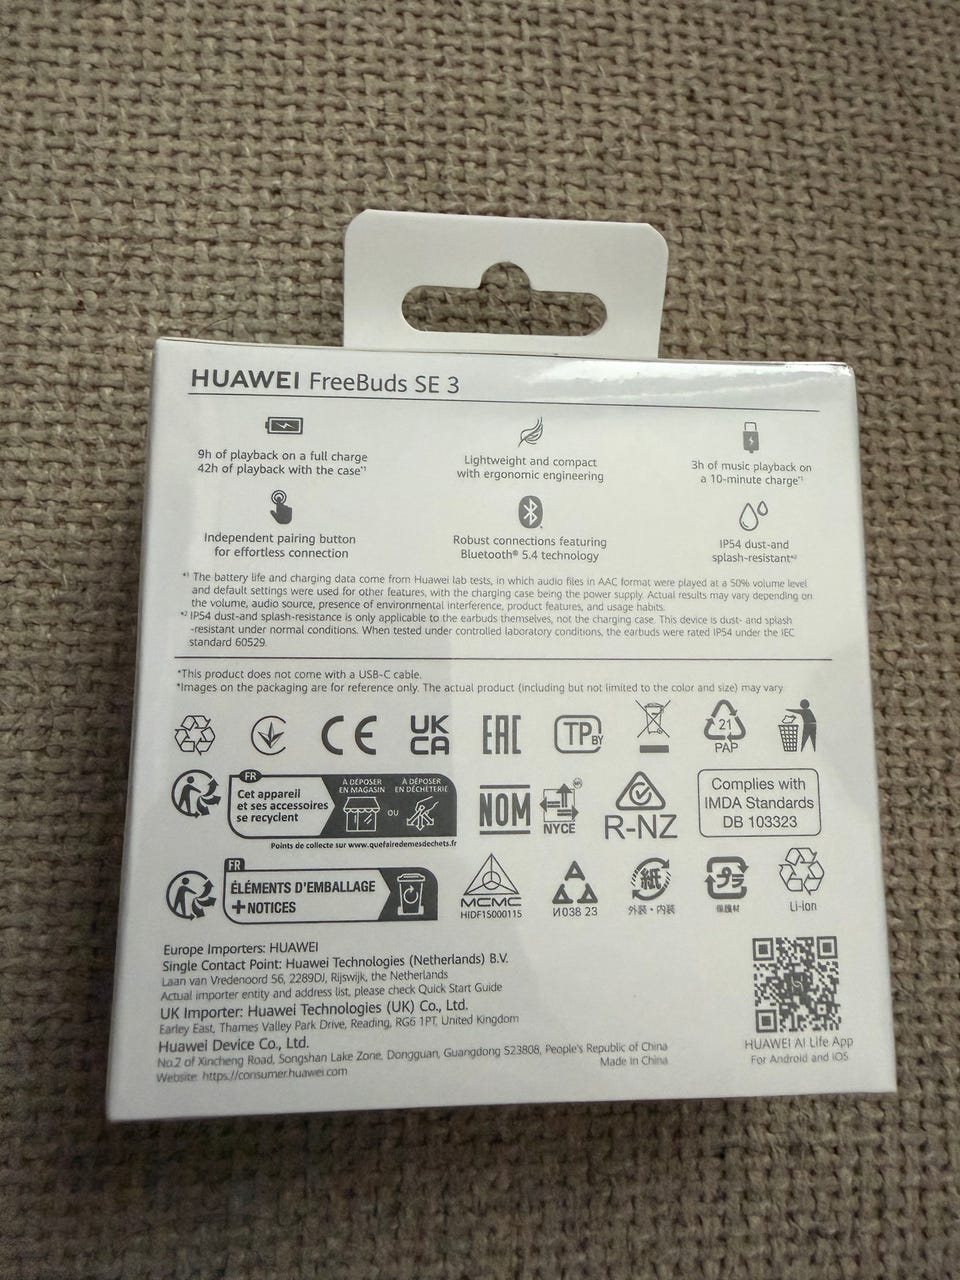 HUAWEI FreeBuds SE 3
9h of playback on a full charge
42h of playback with the case*1
Lightweight and compact
with ergonomic engineering
3h of music playback on
a 10-minute charge*1
Independent pairing button
for effortless connection
Robust connections featuring
Bluetooth® 5.4 technology
IP54 dust-and
splash-resistant*2
*1 The battery life and charging data come from Huawei lab tests, in which audio files in AAC format were played at a 50% volume level
and default settings were used for other features, with the charging case being the power supply. Actual results may vary depending on
the volume, audio source, presence of environmental interference, product features, and usage habits.
*2 IP54 dust-and splash-resistance is only applicable to the earbuds themselves, not the charging case. This device is dust- and splash
-resistant under normal conditions. When tested under controlled laboratory conditions, the earbuds were rated IP54 under the IEC
standard 60529.
*This product does not come with a USB-C cable.
*Images on the packaging are for reference only. The actual product (including but not limited to the color and size) may vary.
CE
UK
CA
EAC
TP BY
21
PAP
FR
Cet appareil
et ses accessoires
se recyclent
À DÉPOSER
EN MAGASIN
OU
À DÉPOSER
EN DÉCHÈTERIE
Points de collecte sur www.quefairedemesdechets.fr
NOM
NYCE
R-NZ
Complies with
IMDA Standards
DB 103323
FR
ÉLÉMENTS D'EMBALLAGE
+NOTICES
MCMC
HIDF15000115
И038 23
紙
外装・内装
プラ
保護材
Li-Ion
Europe Importers: HUAWEI
Single Contact Point: Huawei Technologies (Netherlands) B.V.
Laan van Vredenoord 56, 2289DJ, Rijswijk, the Netherlands
Actual importer entity and address list, please check Quick Start Guide
UK Importer: Huawei Technologies (UK) Co., Ltd.
Earley East, Thames Valley Park Drive, Reading, RG6 1PT, United Kingdom
Huawei Device Co., Ltd.
No.2 of Xincheng Road, Songshan Lake Zone, Dongguan, Guangdong 523808, People's Republic of China
Website: https://consumer.huawei.com
Made in China
HUAWEI AI Life App
For Android and iOS